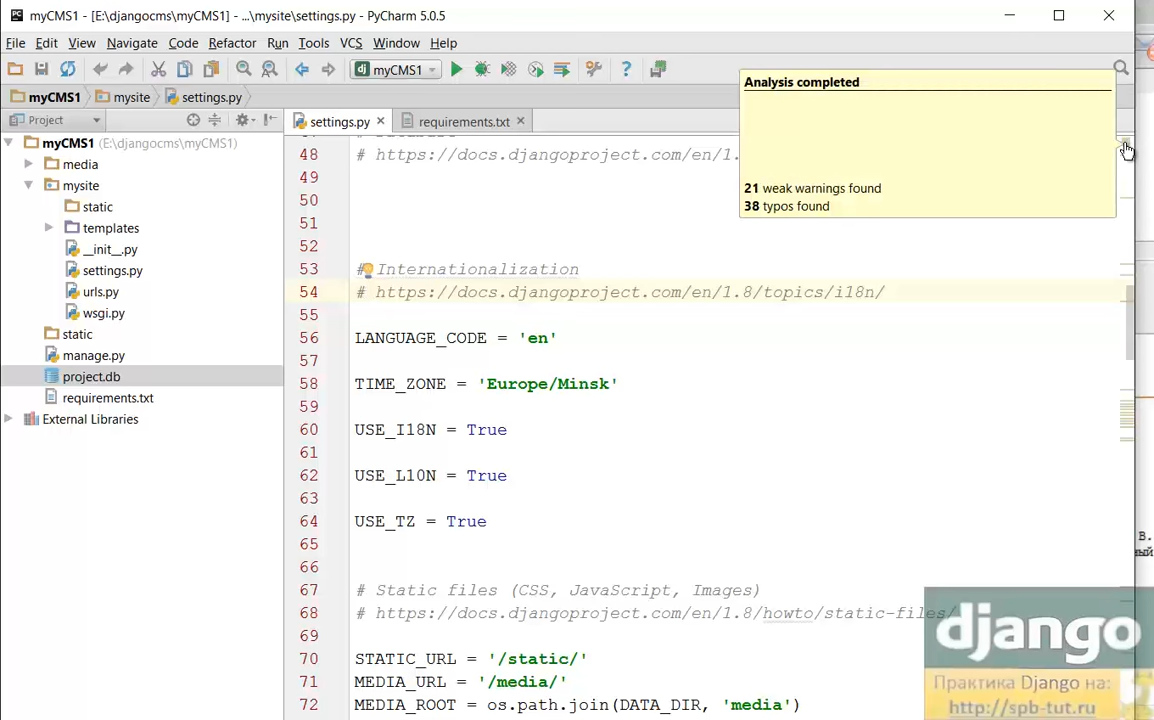 myCMS1 - [E:\djangocms\myCMS1] - ...\mysite\settings.py - PyCharm 5.0.5
File Edit View Navigate Code Refactor Run Tools VCS Window Help
dj myCMS1
myCMS1 mysite settings.py
Analysis completed
21 weak warnings found
38 typos found
Project
settings.py requirements.txt
myCMS1 (E:\djangocms\myCMS1)
media
mysite
static
templates
__init__.py
settings.py
urls.py
wsgi.py
static
manage.py
project.db
requirements.txt
External Libraries
48 # https://docs.djangoproject.com/en/1.
49
50
51
52
53 # Internationalization
54 # https://docs.djangoproject.com/en/1.8/topics/i18n/
55
56 LANGUAGE_CODE = 'en'
57
58 TIME_ZONE = 'Europe/Minsk'
59
60 USE_I18N = True
61
62 USE_L10N = True
63
64 USE_TZ = True
65
66
67 # Static files (CSS, JavaScript, Images)
68 # https://docs.djangoproject.com/en/1.8/howto/static-files/
69
70 STATIC_URL = '/static/'
71 MEDIA_URL = '/media/'
72 MEDIA_ROOT = os.path.join(DATA_DIR, 'media')
В.
django
Практика Django на:
http://spb-tut.ru